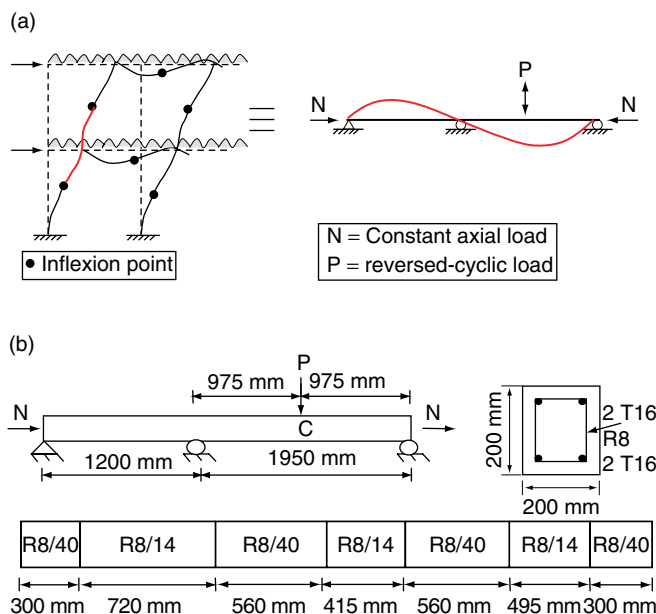 (a)
P
N
N
● Inflexion point
N = Constant axial load
P = reversed-cyclic load
(b)
P
975 mm 975 mm
N
N
C
1200 mm
1950 mm
200 mm
2 T16
R8
2 T16
200 mm
R8/40 R8/14 R8/40 R8/14 R8/40 R8/14 R8/40
300 mm 720 mm 560 mm 415 mm 560 mm 495 mm 300 mm